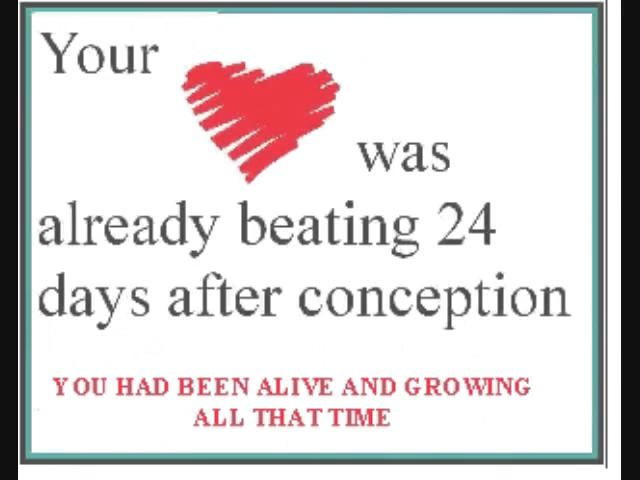 Your
was
already beating 24
days after conception
YOU HAD BEEN ALIVE AND GROWING
ALL THAT TIME